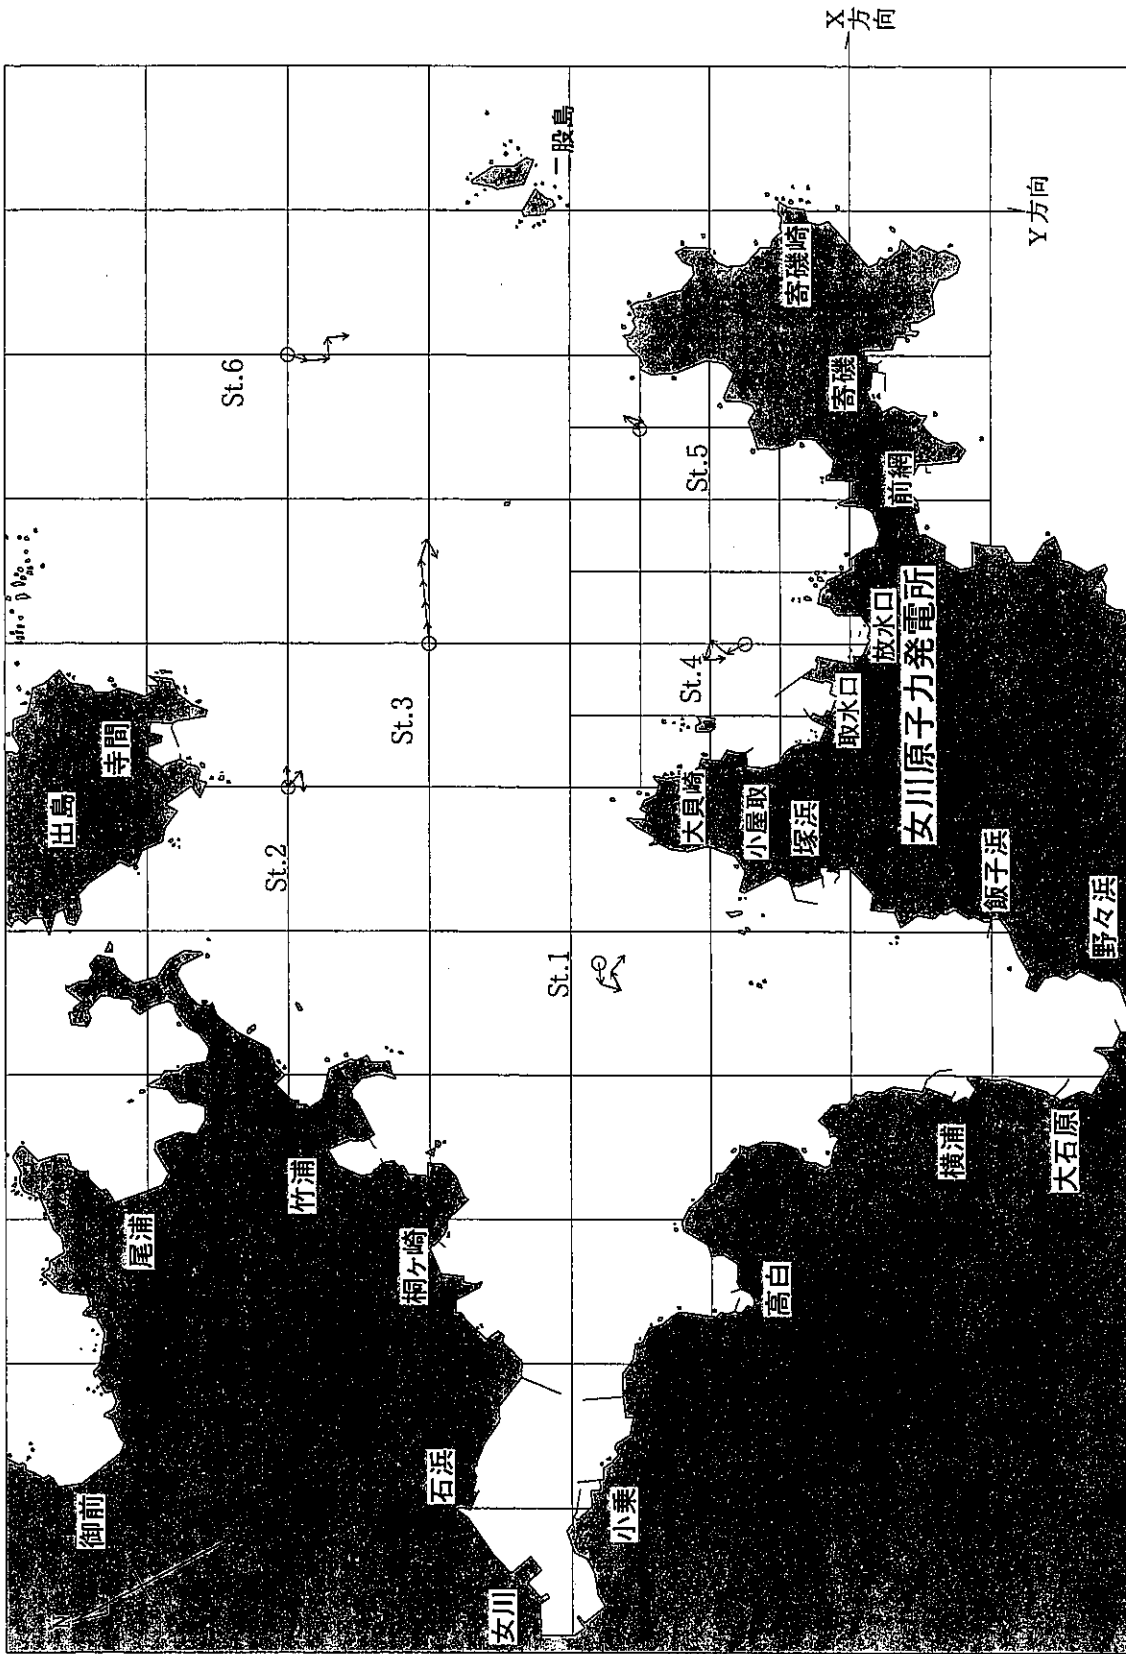 X
方
向
Y方向
二股島
寄磯崎
寄磯
前網
St.6
St.5
St.3
St.4
St.2
St.1
放水口
女川原子力発電所
取水口
寺間
出島
大貝崎
小屋取
塚浜
飯子浜
野々浜
竹浦
尾浦
桐ヶ崎
横浦
大石原
高白
石浜
御前
小乗
女川